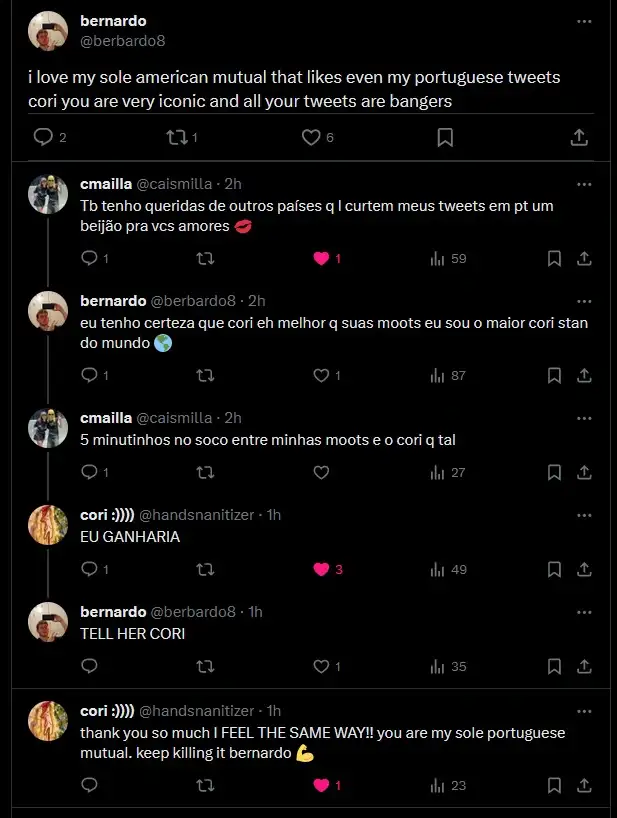 bernardo
@berbardo8
i love my sole american mutual that likes even my portuguese tweets
cori you are very iconic and all your tweets are bangers
2 1 6
cmailla @caismilla · 2h
Tb tenho queridas de outros países q l curtem meus tweets em pt um
beijão pra vcs amores 💋
1 1 59
bernardo @berbardo8 · 2h
eu tenho certeza que cori eh melhor q suas moots eu sou o maior cori stan
do mundo 🌎
1 1 87
cmailla @caismilla · 2h
5 minutinhos no soco entre minhas moots e o cori q tal
1 27
cori :)))) @handsnanitizer · 1h
EU GANHARIA
1 3 49
bernardo @berbardo8 · 1h
TELL HER CORI
1 35
cori :)))) @handsnanitizer · 1h
thank you so much I FEEL THE SAME WAY!! you are my sole portuguese
mutual. keep killing it bernardo 💪
1 23